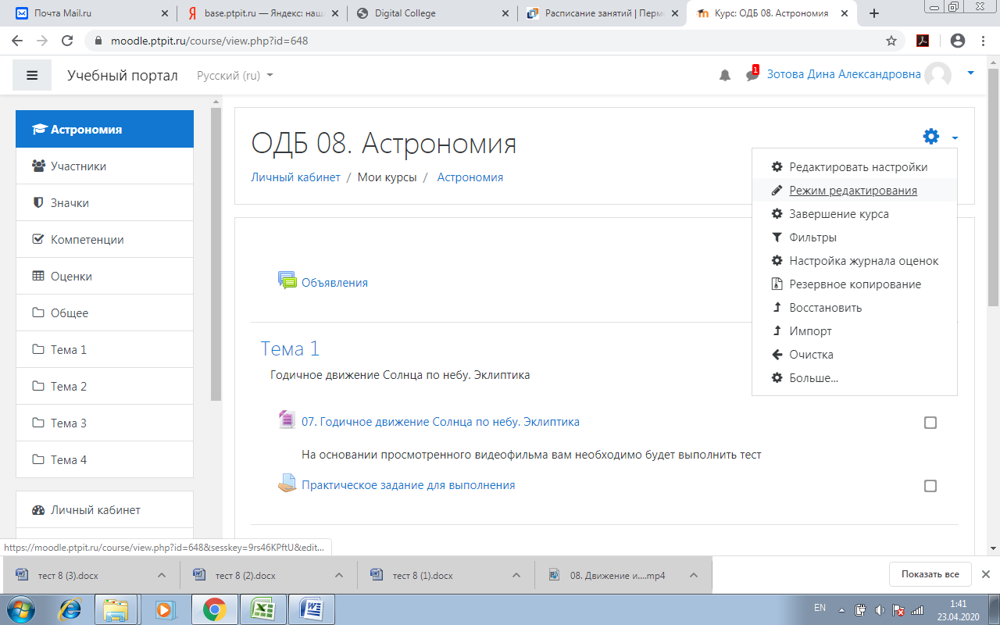 Почта Mail.ru
base.ptpit.ru — Яндекс: наш
Digital College
Расписание занятий | Перм
Курс: ОДБ 08. Астрономия
moodle.ptpit.ru/course/view.php?id=648
Учебный портал
Русский (ru)
1
Зотова Дина Александровна
Астрономия
Участники
Значки
Компетенции
Оценки
Общее
Тема 1
Тема 2
Тема 3
Тема 4
Личный кабинет
ОДБ 08. Астрономия
Личный кабинет / Мои курсы / Астрономия
Редактировать настройки
Режим редактирования
Завершение курса
Фильтры
Настройка журнала оценок
Резервное копирование
Восстановить
Импорт
Очистка
Больше...
Объявления
Тема 1
Годичное движение Солнца по небу. Эклиптика
07. Годичное движение Солнца по небу. Эклиптика
На основании просмотренного видеофильма вам необходимо будет выполнить тест
Практическое задание для выполнения
https://moodle.ptpit.ru/course/view.php?id=648&sesskey=9rs46KPftU&edit...
тест 8 (3).docx
тест 8 (2).docx
тест 8 (1).docx
08. Движение и....mp4
Показать все
EN
1:41
23.04.2020